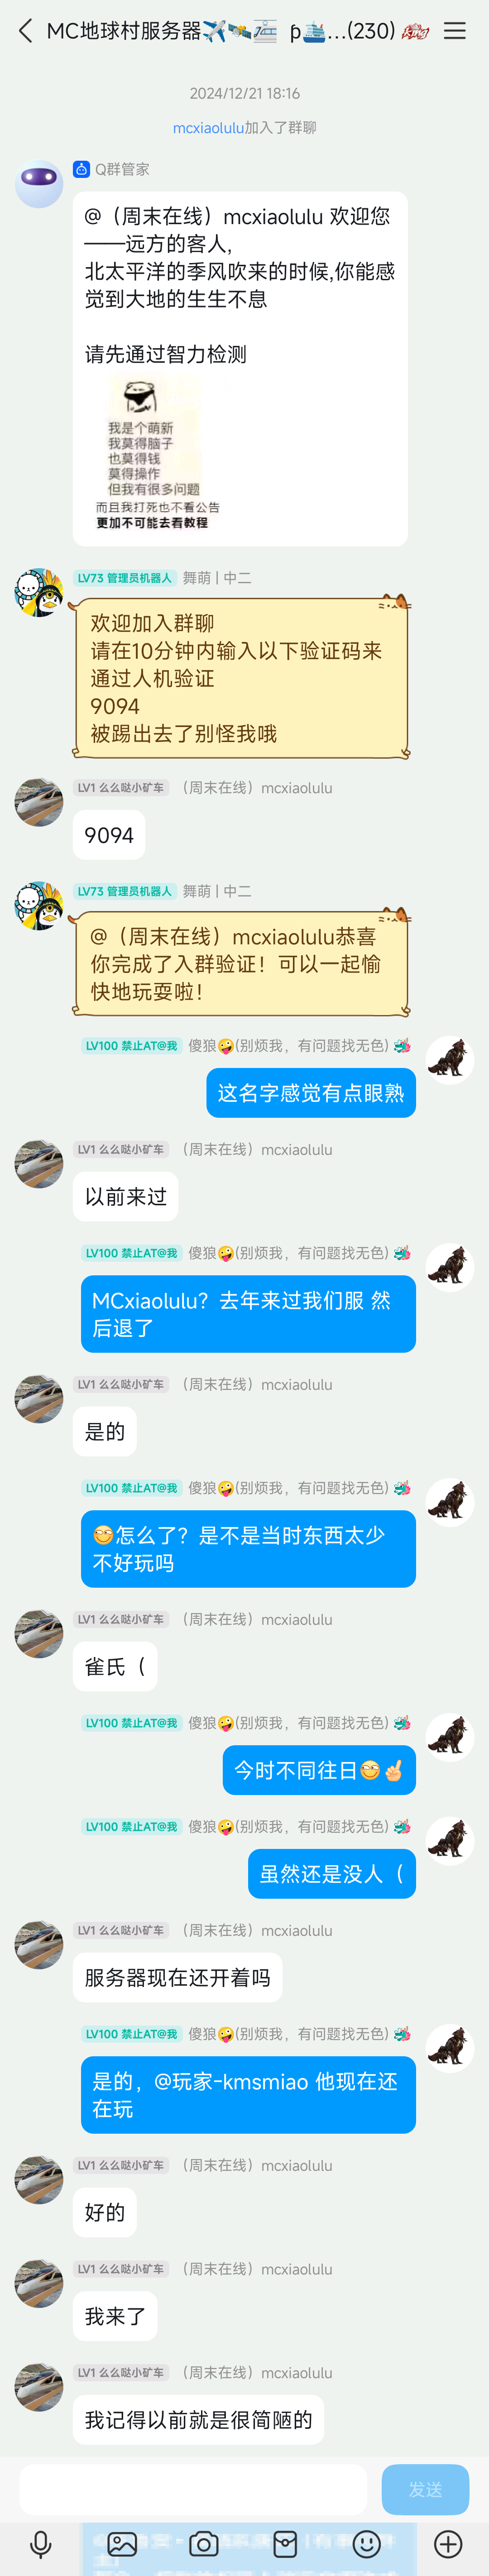 MC地球村服务器✈️🛰️🚈 þ🛳️...(230)
2024/12/21 18:16
mcxiaolulu加入了群聊
Q群管家
@（周末在线）mcxiaolulu 欢迎您
——远方的客人,
北太平洋的季风吹来的时候,你能感
觉到大地的生生不息
请先通过智力检测
我是个萌新
我莫得脑子
也莫得钱
莫得操作
但我有很多问题
而且我打死也不看公告
更加不可能去看教程
LV73 管理员机器人 舞萌 | 中二
欢迎加入群聊
请在10分钟内输入以下验证码来
通过人机验证
9094
被踢出去了别怪我哦
LV1 么么哒小矿车 （周末在线）mcxiaolulu
9094
LV73 管理员机器人 舞萌 | 中二
@（周末在线）mcxiaolulu恭喜
你完成了入群验证！可以一起愉
快地玩耍啦！
LV100 禁止AT@我 傻狼🤪(别烦我，有问题找无色)
这名字感觉有点眼熟
LV1 么么哒小矿车 （周末在线）mcxiaolulu
以前来过
LV100 禁止AT@我 傻狼🤪(别烦我，有问题找无色)
MCxiaolulu？去年来过我们服 然
后退了
LV1 么么哒小矿车 （周末在线）mcxiaolulu
是的
LV100 禁止AT@我 傻狼🤪(别烦我，有问题找无色)
怎么了？是不是当时东西太少
不好玩吗
LV1 么么哒小矿车 （周末在线）mcxiaolulu
雀氏（
LV100 禁止AT@我 傻狼🤪(别烦我，有问题找无色)
今时不同往日
LV100 禁止AT@我 傻狼🤪(别烦我，有问题找无色)
虽然还是没人（
LV1 么么哒小矿车 （周末在线）mcxiaolulu
服务器现在还开着吗
LV100 禁止AT@我 傻狼🤪(别烦我，有问题找无色)
是的，@玩家-kmsmiao 他现在还
在玩
LV1 么么哒小矿车 （周末在线）mcxiaolulu
好的
LV1 么么哒小矿车 （周末在线）mcxiaolulu
我来了
LV1 么么哒小矿车 （周末在线）mcxiaolulu
我记得以前就是很简陋的
发送